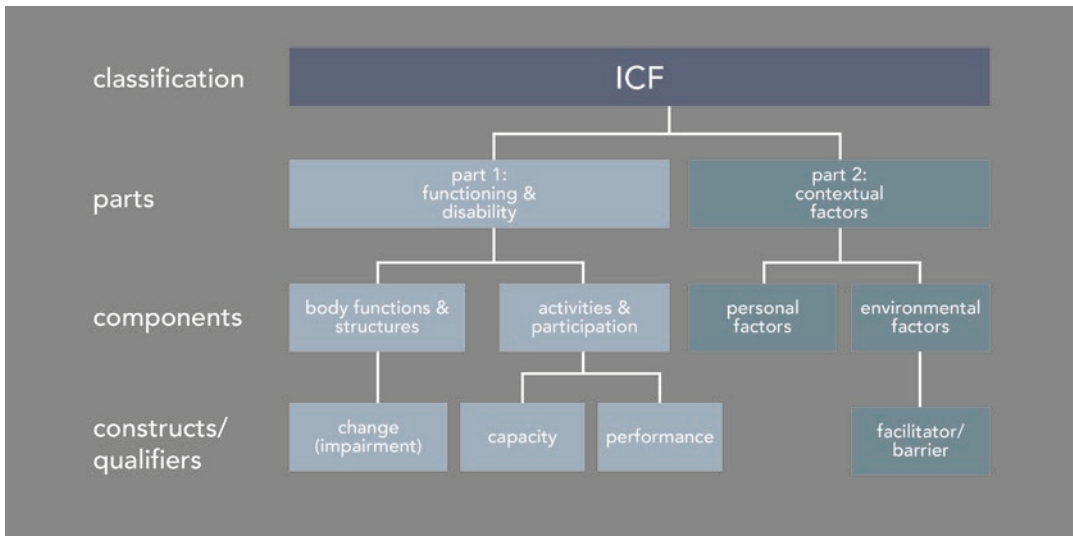 classification
ICF
parts
part 1:
functioning &
disability
part 2:
contextual
factors
components
body functions &
structures
activities &
participation
personal
factors
environmental
factors
constructs/
qualifiers
change
(impairment)
capacity
performance
facilitator/
barrier